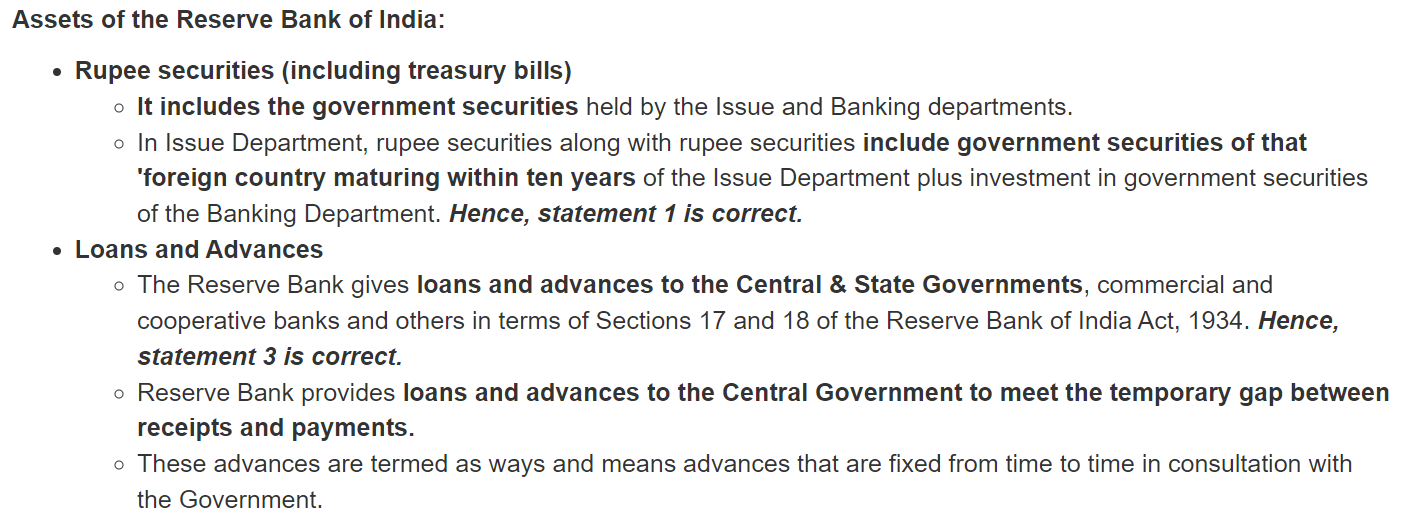 Assets of the Reserve Bank of India:
• Rupee securities (including treasury bills)
○ It includes the government securities held by the Issue and Banking departments.
○ In Issue Department, rupee securities along with rupee securities include government securities of that
'foreign country maturing within ten years of the Issue Department plus investment in government securities
of the Banking Department. Hence, statement 1 is correct.
• Loans and Advances
○ The Reserve Bank gives loans and advances to the Central & State Governments, commercial and
cooperative banks and others in terms of Sections 17 and 18 of the Reserve Bank of India Act, 1934. Hence,
statement 3 is correct.
○ Reserve Bank provides loans and advances to the Central Government to meet the temporary gap between
receipts and payments.
○ These advances are termed as ways and means advances that are fixed from time to time in consultation with
the Government.